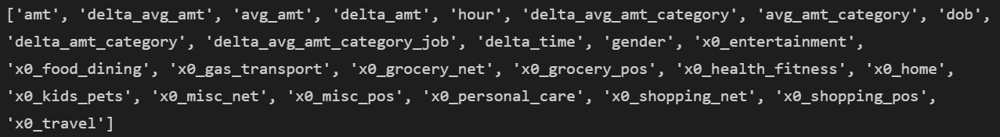 ['amt', 'delta_avg_amt', 'avg_amt', 'delta_amt', 'hour', 'delta_avg_amt_category', 'avg_amt_category', 'dob',
'delta_amt_category', 'delta_avg_amt_category_job', 'delta_time', 'gender', 'x0_entertainment',
'x0_food_dining', 'x0_gas_transport', 'x0_grocery_net', 'x0_grocery_pos', 'x0_health_fitness', 'x0_home',
'x0_kids_pets', 'x0_misc_net', 'x0_misc_pos', 'x0_personal_care', 'x0_shopping_net', 'x0_shopping_pos',
'x0_travel']